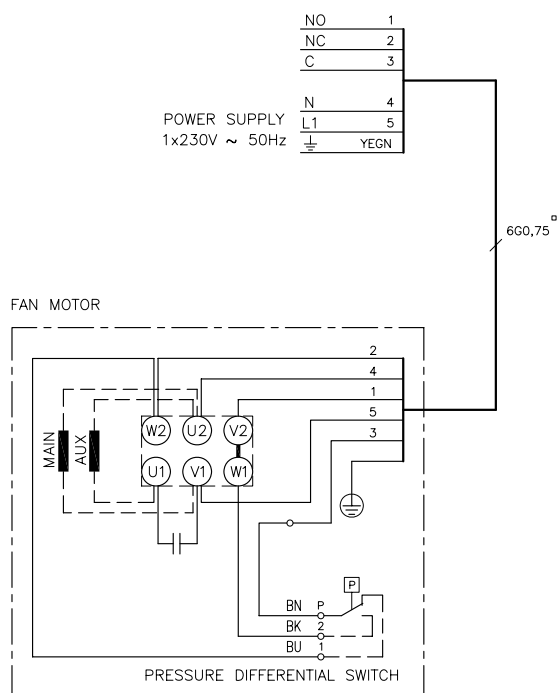 NO 1
NC 2
C 3
N 4
POWER SUPPLY L1 5
1x230V ~ 50Hz YEGN
6G0,75
FAN MOTOR
2
4
1
5
3
MAIN AUX
W2 U2 V2
U1 V1 W1
P
BN P
BK 2
BU 1
PRESSURE DIFFERENTIAL SWITCH